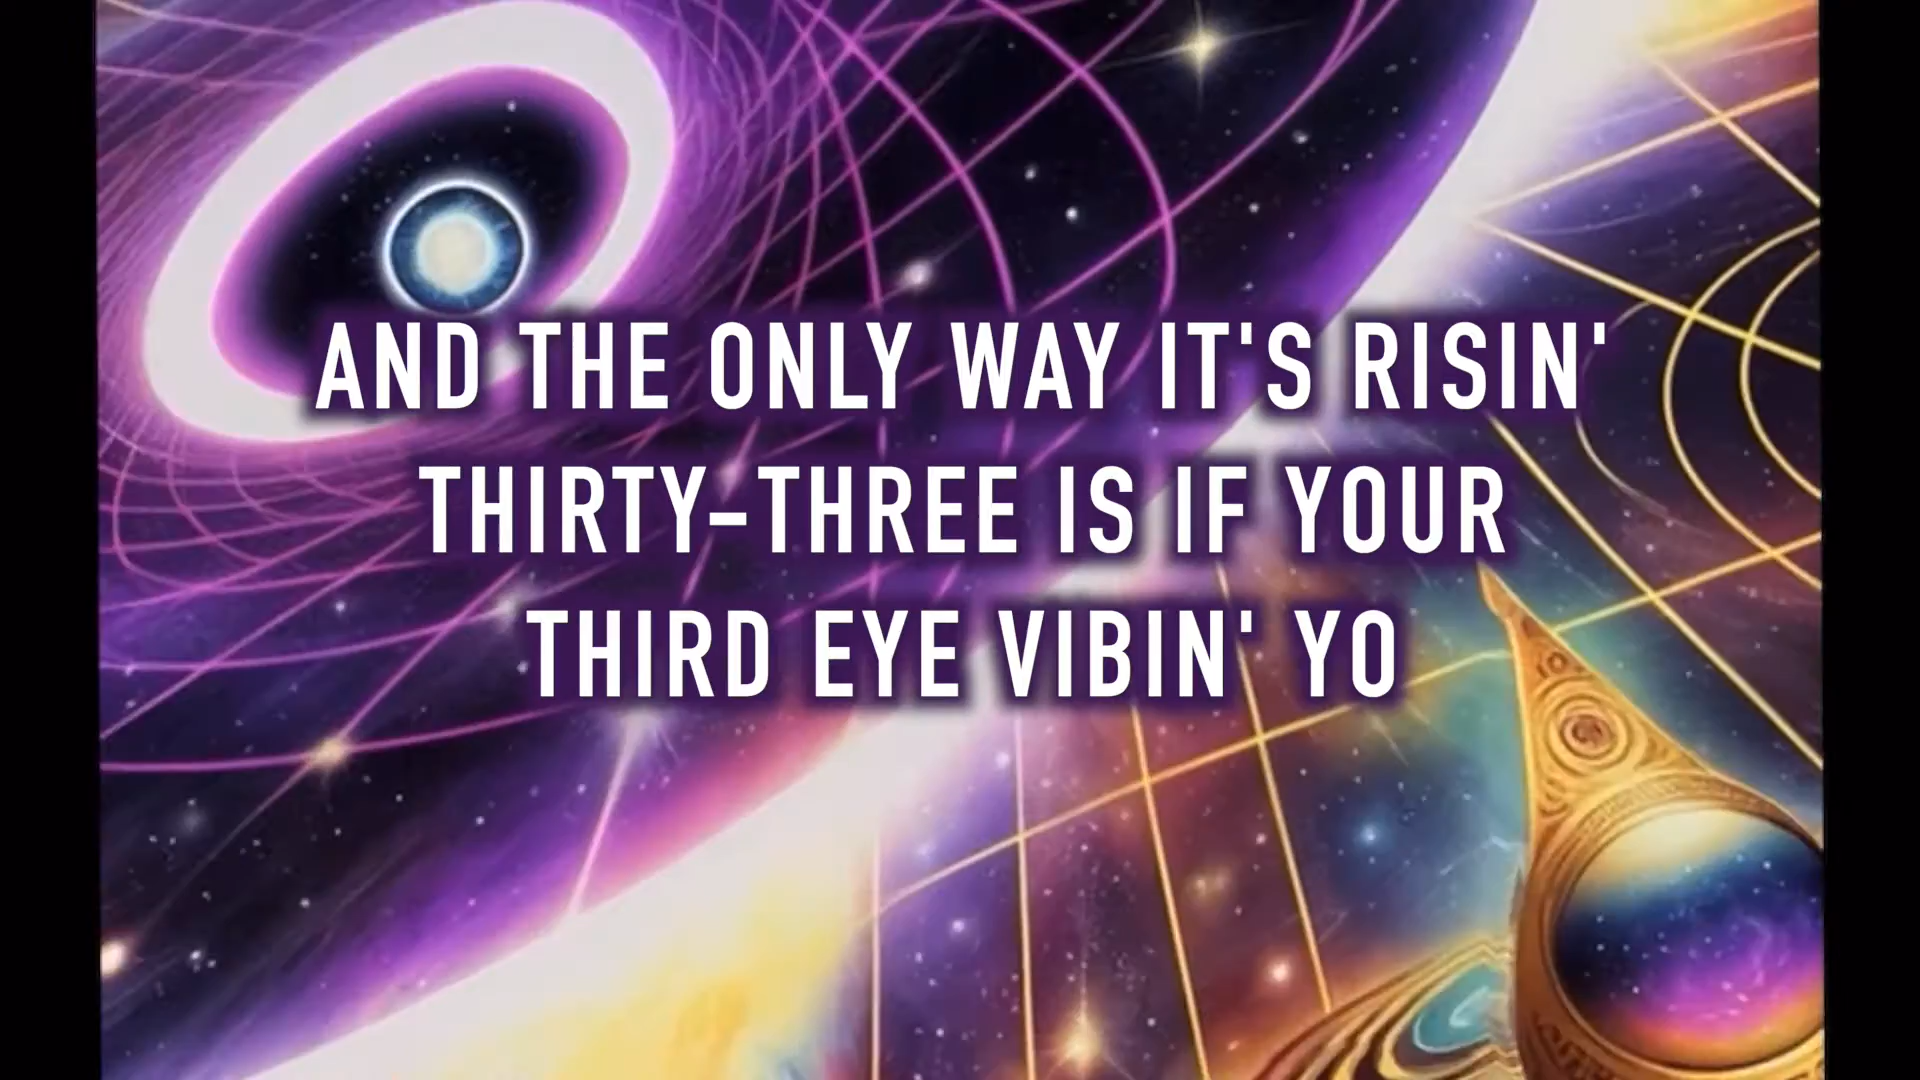 AND THE ONLY WAY IT'S RISIN'
THIRTY-THREE IS IF YOUR
THIRD EYE VIBIN' YO